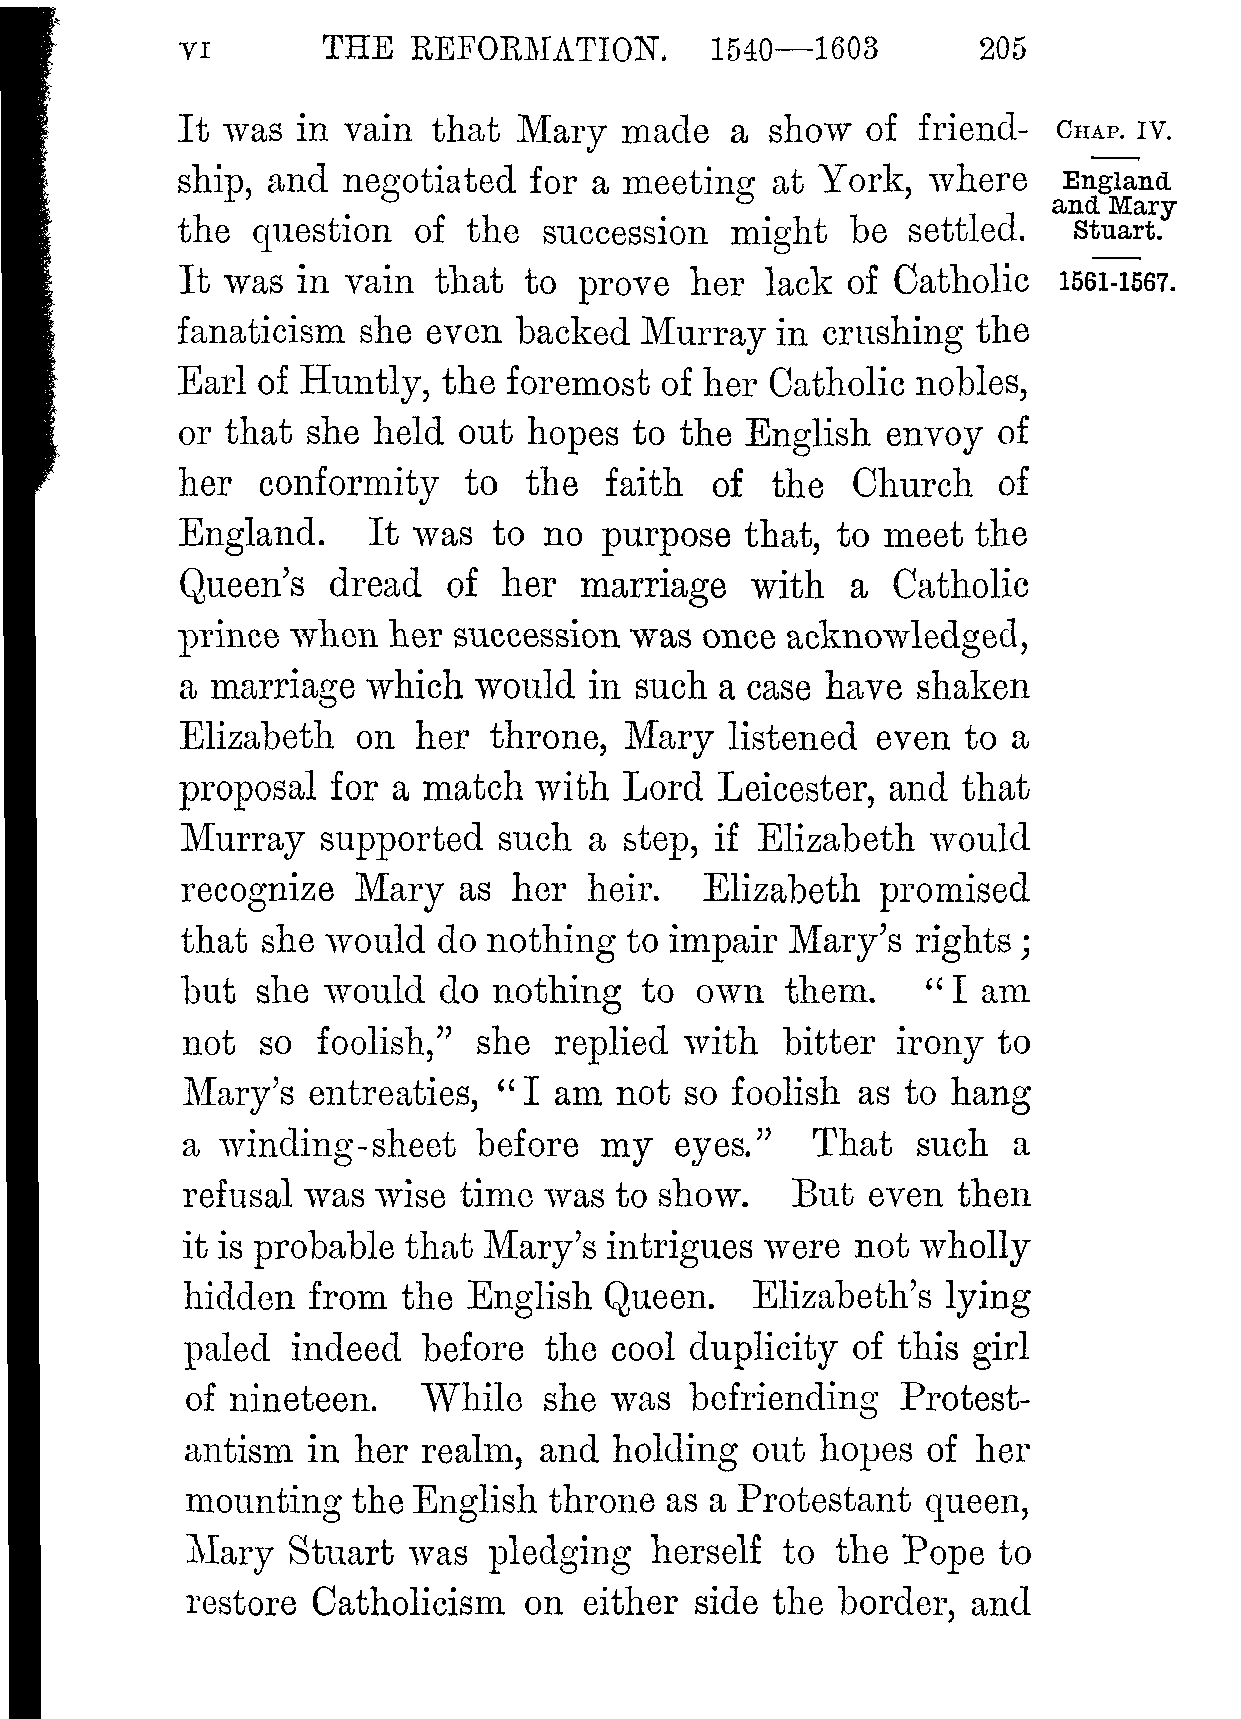 VI THE REFORMATION. 1540—1603 205
It was in vain that Mary made a show of friend-
ship, and negotiated for a meeting at York, where
the question of the succession might be settled.
It was in vain that to prove her lack of Catholic
fanaticism she even backed Murray in crushing the
Earl of Huntly, the foremost of her Catholic nobles,
or that she held out hopes to the English envoy of
her conformity to the faith of the Church of
England. It was to no purpose that, to meet the
Queen's dread of her marriage with a Catholic
prince when her succession was once acknowledged,
a marriage which would in such a case have shaken
Elizabeth on her throne, Mary listened even to a
proposal for a match with Lord Leicester, and that
Murray supported such a step, if Elizabeth would
recognize Mary as her heir. Elizabeth promised
that she would do nothing to impair Mary's rights ;
but she would do nothing to own them. "I am
not so foolish," she replied with bitter irony to
Mary's entreaties, "I am not so foolish as to hang
a winding-sheet before my eyes." That such a
refusal was wise time was to show. But even then
it is probable that Mary's intrigues were not wholly
hidden from the English Queen. Elizabeth's lying
paled indeed before the cool duplicity of this girl
of nineteen. While she was befriending Protest-
antism in her realm, and holding out hopes of her
mounting the English throne as a Protestant queen,
Mary Stuart was pledging herself to the Pope to
restore Catholicism on either side the border, and
CHAP. IV.
England
and Mary
Stuart.
1561-1567.